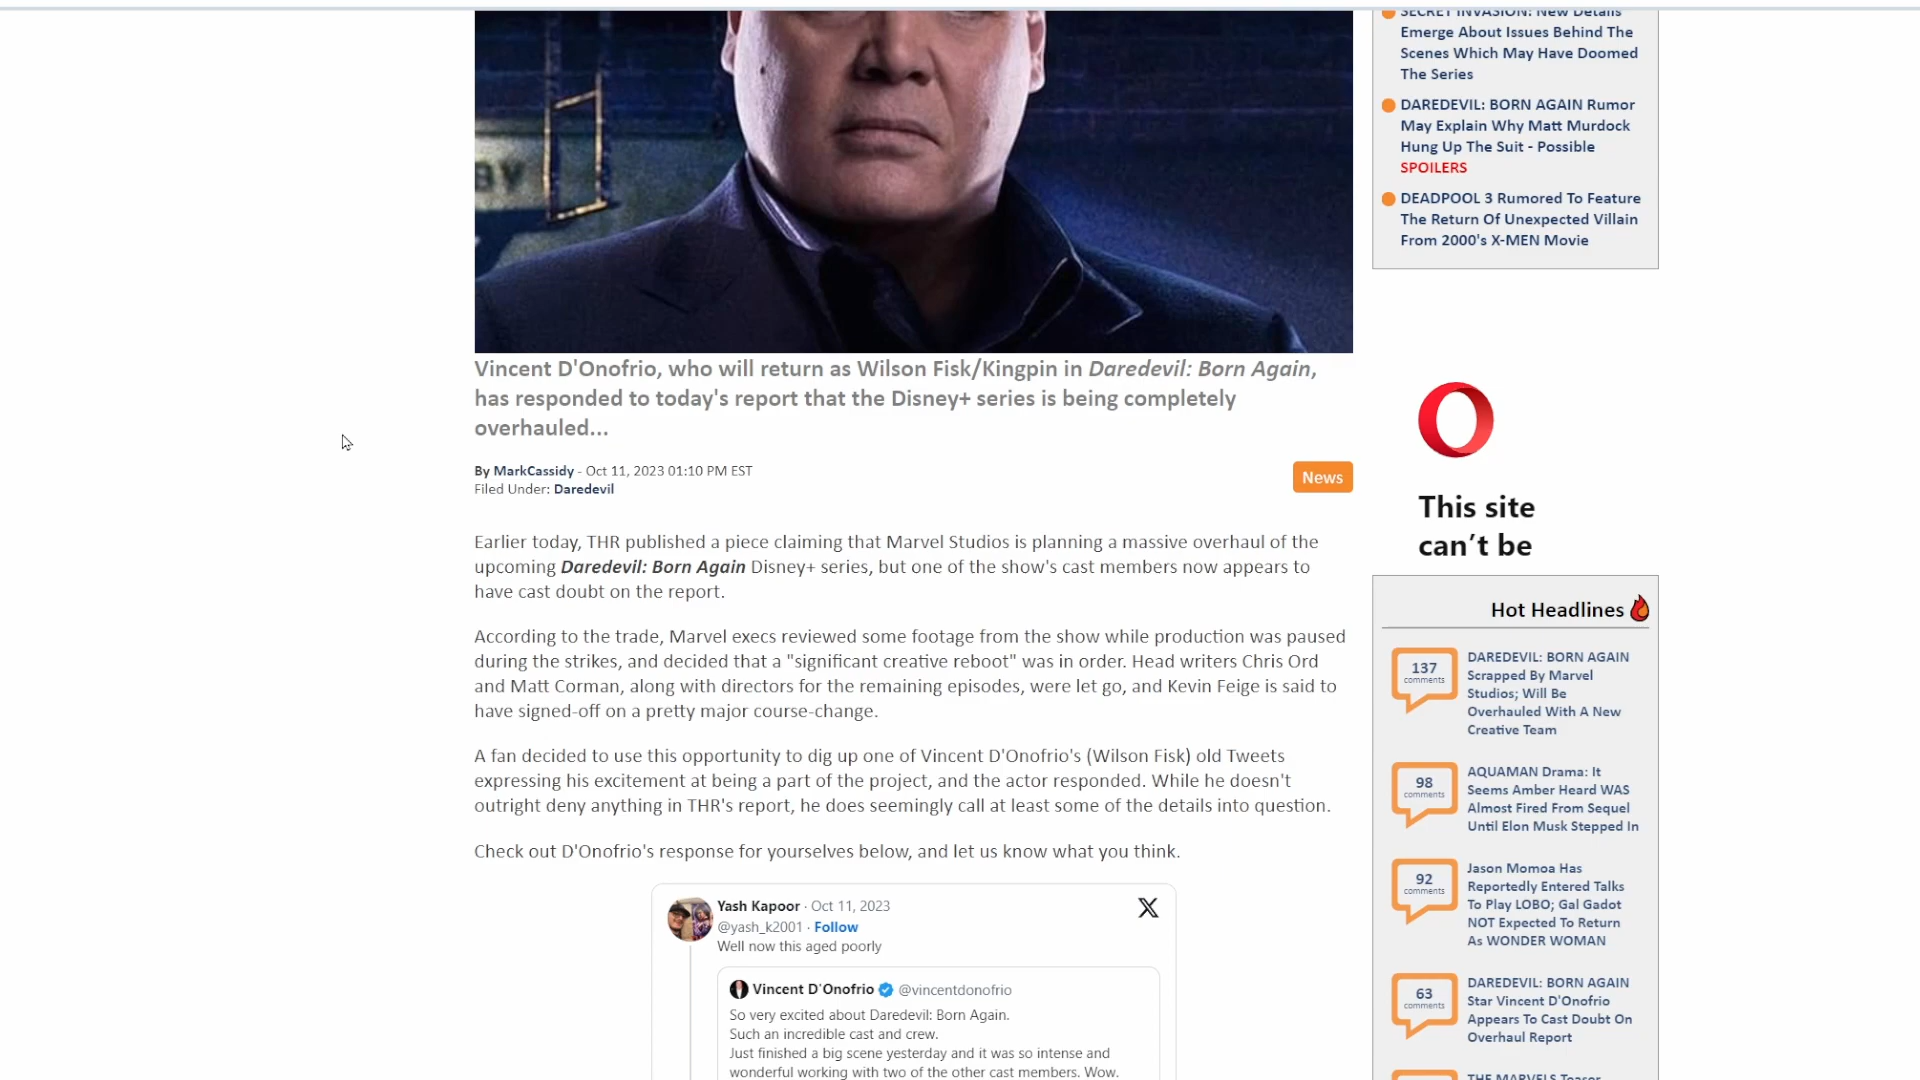 SECRET INVASION: New Details
Emerge About Issues Behind The
Scenes Which May Have Doomed
The Series
DAREDEVIL: BORN AGAIN Rumor
May Explain Why Matt Murdock
Hung Up The Suit - Possible
SPOILERS
DEADPOOL 3 Rumored To Feature
The Return Of Unexpected Villain
From 2000's X-MEN Movie
Vincent D'Onofrio, who will return as Wilson Fisk/Kingpin in Daredevil: Born Again,
has responded to today's report that the Disney+ series is being completely
overhauled...
By MarkCassidy - Oct 11, 2023 01:10 PM EST
Filed Under: Daredevil
News
Earlier today, THR published a piece claiming that Marvel Studios is planning a massive overhaul of the
upcoming Daredevil: Born Again Disney+ series, but one of the show's cast members now appears to
have cast doubt on the report.
According to the trade, Marvel execs reviewed some footage from the show while production was paused
during the strikes, and decided that a "significant creative reboot" was in order. Head writers Chris Ord
and Matt Corman, along with directors for the remaining episodes, were let go, and Kevin Feige is said to
have signed-off on a pretty major course-change.
A fan decided to use this opportunity to dig up one of Vincent D'Onofrio's (Wilson Fisk) old Tweets
expressing his excitement at being a part of the project, and the actor responded. While he doesn't
outright deny anything in THR's report, he does seemingly call at least some of the details into question.
Check out D'Onofrio's response for yourselves below, and let us know what you think.
Yash Kapoor · Oct 11, 2023
@yash_k2001 · Follow
Well now this aged poorly
Vincent D'Onofrio @vincentdonofrio
So very excited about Daredevil: Born Again.
Such an incredible cast and crew.
Just finished a big scene yesterday and it was so intense and
wonderful working with two of the other cast members. Wow.
This site
can't be
Hot Headlines
137
comments
DAREDEVIL: BORN AGAIN
Scrapped By Marvel
Studios; Will Be
Overhauled With A New
Creative Team
98
comments
AQUAMAN Drama: It
Seems Amber Heard WAS
Almost Fired From Sequel
Until Elon Musk Stepped In
92
comments
Jason Momoa Has
Reportedly Entered Talks
To Play LOBO; Gal Gadot
NOT Expected To Return
As WONDER WOMAN
63
comments
DAREDEVIL: BORN AGAIN
Star Vincent D'Onofrio
Appears To Cast Doubt On
Overhaul Report
THE MARVELS Teaser